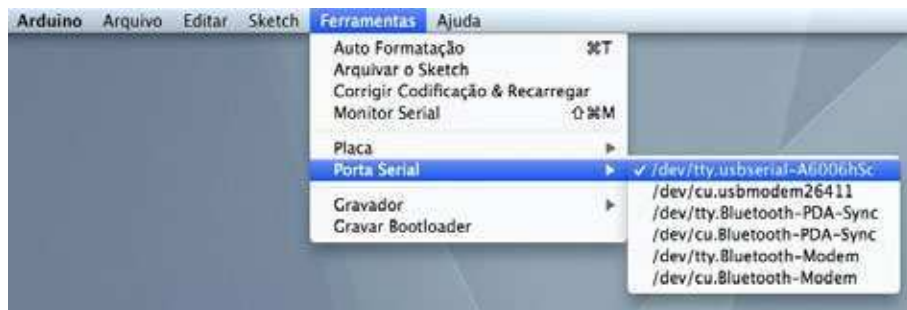 Arduino Arquivo Editar Sketch Ferramentas Ajuda
Auto Formatação ⌘T
Arquivar o Sketch
Corrigir Codificação & Recarregar
Monitor Serial ⇧⌘M
Placa ▶
Porta Serial ▶
✓ /dev/tty.usbserial-A6006hSc
/dev/cu.usbmodem26411
/dev/tty.Bluetooth-PDA-Sync
/dev/cu.Bluetooth-PDA-Sync
/dev/tty.Bluetooth-Modem
/dev/cu.Bluetooth-Modem
Gravador ▶
Gravar Bootloader